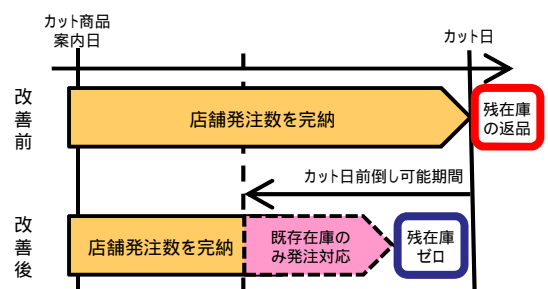 カット商品
案内日
カット日
改善前
店舗発注数を完納
残在庫
の返品
カット日前倒し可能期間
改善後
店舗発注数を完納
既存在庫の
み発注対応
残在庫
ゼロ